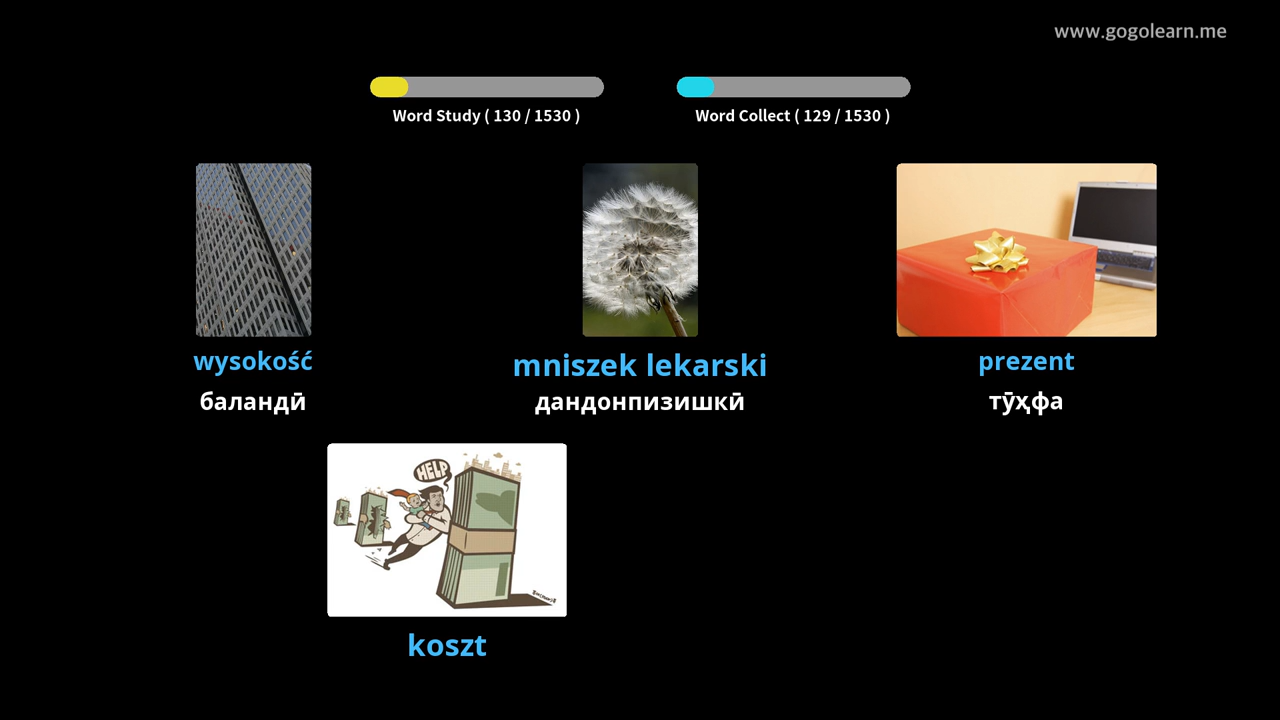 www.gogolearn.me
Word Study ( 130 / 1530 )
Word Collect ( 129 / 1530 )
wysokość
mniszek lekarski
prezent
баландӣ
дандонпизишкӣ
тӯҳфа
HELP
koszt